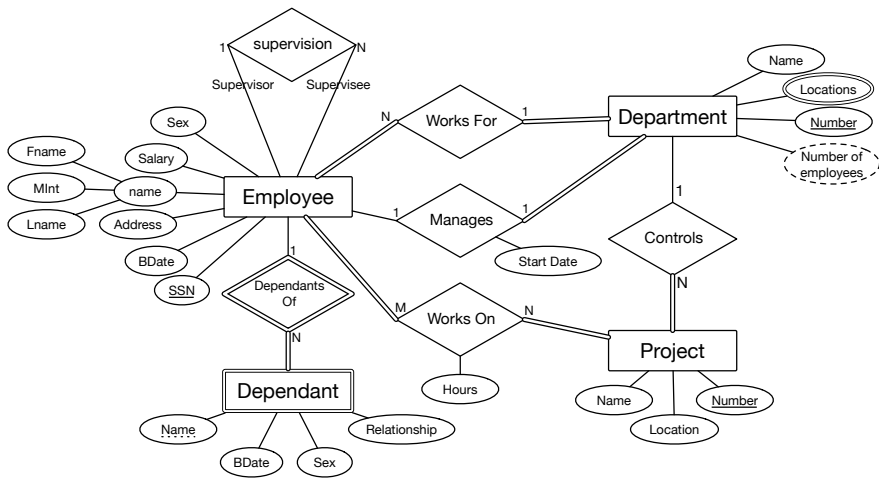 supervision
1
N
Supervisor
Supervisee
Name
Locations
Number
Number of
employees
Department
Works For
N
1
Sex
Salary
Fname
MInt
Lname
name
Address
BDate
SSN
Employee
1
Manages
1
Start Date
1
Controls
N
1
Dependants
Of
N
M
Works On
N
Hours
Project
Name
Location
Number
Dependant
Name
BDate
Sex
Relationship